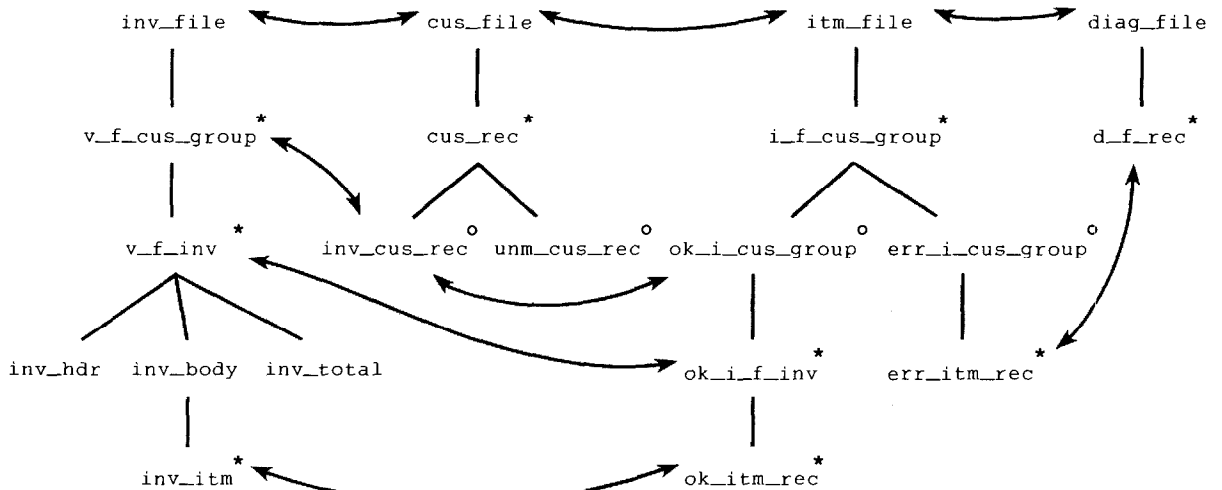 inv_file cus_file itm_file diag_file
v_f_cus_group* cus_rec* i_f_cus_group* d_f_rec*
v_f_inv* inv_cus_rec° unm_cus_rec° ok_i_cus_group° err_i_cus_group°
inv_hdr inv_body inv_total ok_i_f_inv* err_itm_rec*
inv_itm* ok_itm_rec*